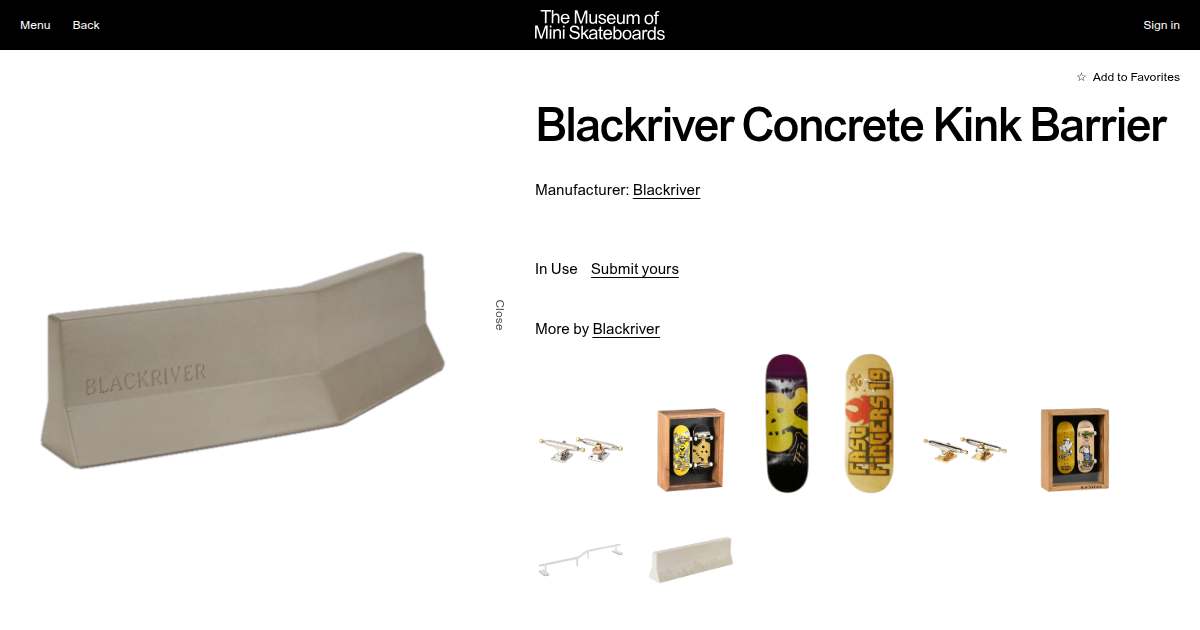 Menu
Back
The Museum of
Mini Skateboards
Sign in
☆ Add to Favorites
Blackriver Concrete Kink Barrier
Manufacturer: Blackriver
BLACKRIVER
Close
In Use Submit yours
More by Blackriver
FAST
FINGERS 19